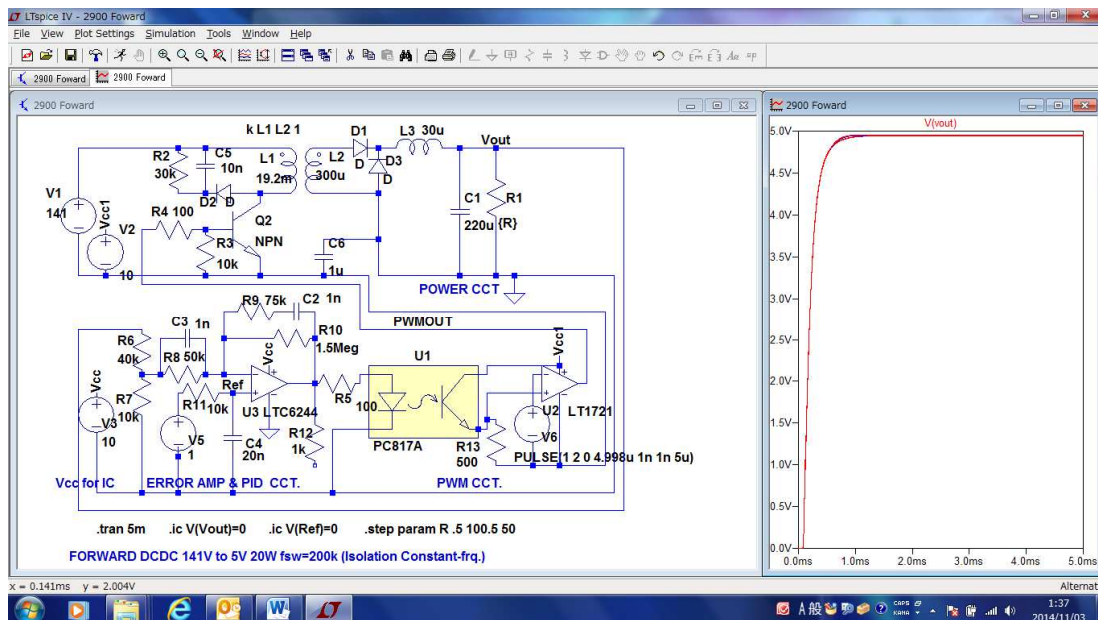 LTspice IV - 2900 Foward
File View Plot Settings Simulation Tools Window Help
2900 Foward
2900 Foward
2900 Foward
k L1 L2 1
R2
30k
C5
10n
L1
19.2m
L2
300u
D1
D
L3 30u
Vout
D3
D
V1
141
D2 D
Vcc1
V2
10
R4 100
Q2
NPN
R3
10k
C6
1u
C1
220u
R1
{R}
POWER CCT
PWMOUT
R9 75k
C2 1n
R10
1.5Meg
C3 1n
R6
40k
R8 50k
Vcc
Ref
R7
10k
R11 10k
U3 LTC6244
Vcc
V3
10
V5
1
C4
20n
R12
1k
R5
100
U1
PC817A
R13
500
Vcc1
U2 LT1721
V6
PULSE(1 2 0 4.998u 1n 1n 5u)
Vcc for IC
ERROR AMP & PID CCT.
PWM CCT.
.tran 5m .ic V(Vout)=0 .ic V(Ref)=0 .step param R .5 100.5 50
FORWARD DCDC 141V to 5V 20W fsw=200k (Isolation Constant-frq.)
2900 Foward
V(vout)
5.0V
4.5V
4.0V
3.5V
3.0V
2.5V
2.0V
1.5V
1.0V
0.5V
0.0V
0.0ms 1.0ms 2.0ms 3.0ms 4.0ms 5.0ms
x = 0.141ms y = 2.004V
Alternat
A 般
CAPS
KANA
1:37
2014/11/03